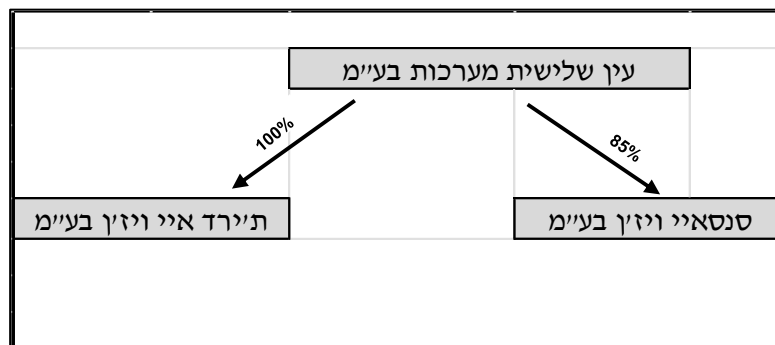 עין שלישית מערכות בע"מ
85%
100%
סנסאיי ויז'ן בע"מ
ת'ירד איי ויז'ן בע"מ